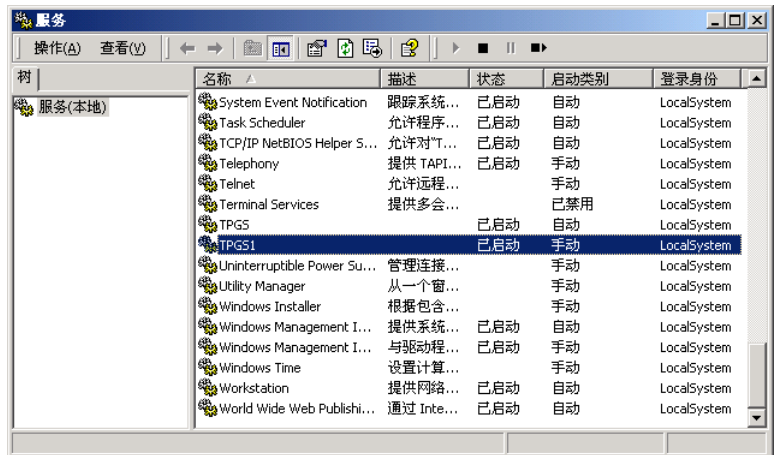 服务
操作(A) 查看(V)
树
服务(本地)
名称 描述 状态 启动类别 登录身份
System Event Notification 跟踪系统... 已启动 自动 LocalSystem
Task Scheduler 允许程序... 已启动 自动 LocalSystem
TCP/IP NetBIOS Helper S... 允许对"T... 已启动 自动 LocalSystem
Telephony 提供 TAPI... 已启动 手动 LocalSystem
Telnet 允许远程... 手动 LocalSystem
Terminal Services 提供多会... 已禁用 LocalSystem
TPGS 已启动 自动 LocalSystem
TPGS1 已启动 手动 LocalSystem
Uninterruptible Power Su... 管理连接... 手动 LocalSystem
Utility Manager 从一个窗... 手动 LocalSystem
Windows Installer 根据包含... 手动 LocalSystem
Windows Management I... 提供系统... 已启动 自动 LocalSystem
Windows Management I... 与驱动程... 已启动 手动 LocalSystem
Windows Time 设置计算... 手动 LocalSystem
Workstation 提供网络... 已启动 自动 LocalSystem
World Wide Web Publishi... 通过 Inte... 已启动 自动 LocalSystem